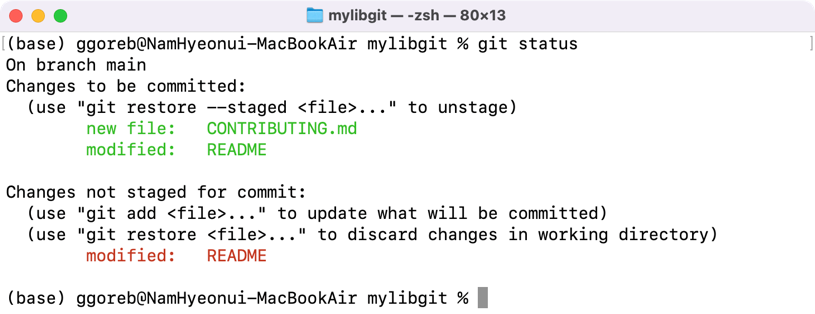 mylibgit — -zsh — 80×13
(base) ggoreb@NamHyeonui-MacBookAir mylibgit % git status
On branch main
Changes to be committed:
  (use "git restore --staged <file>..." to unstage)
        new file:   CONTRIBUTING.md
        modified:   README

Changes not staged for commit:
  (use "git add <file>..." to update what will be committed)
  (use "git restore <file>..." to discard changes in working directory)
        modified:   README

(base) ggoreb@NamHyeonui-MacBookAir mylibgit %